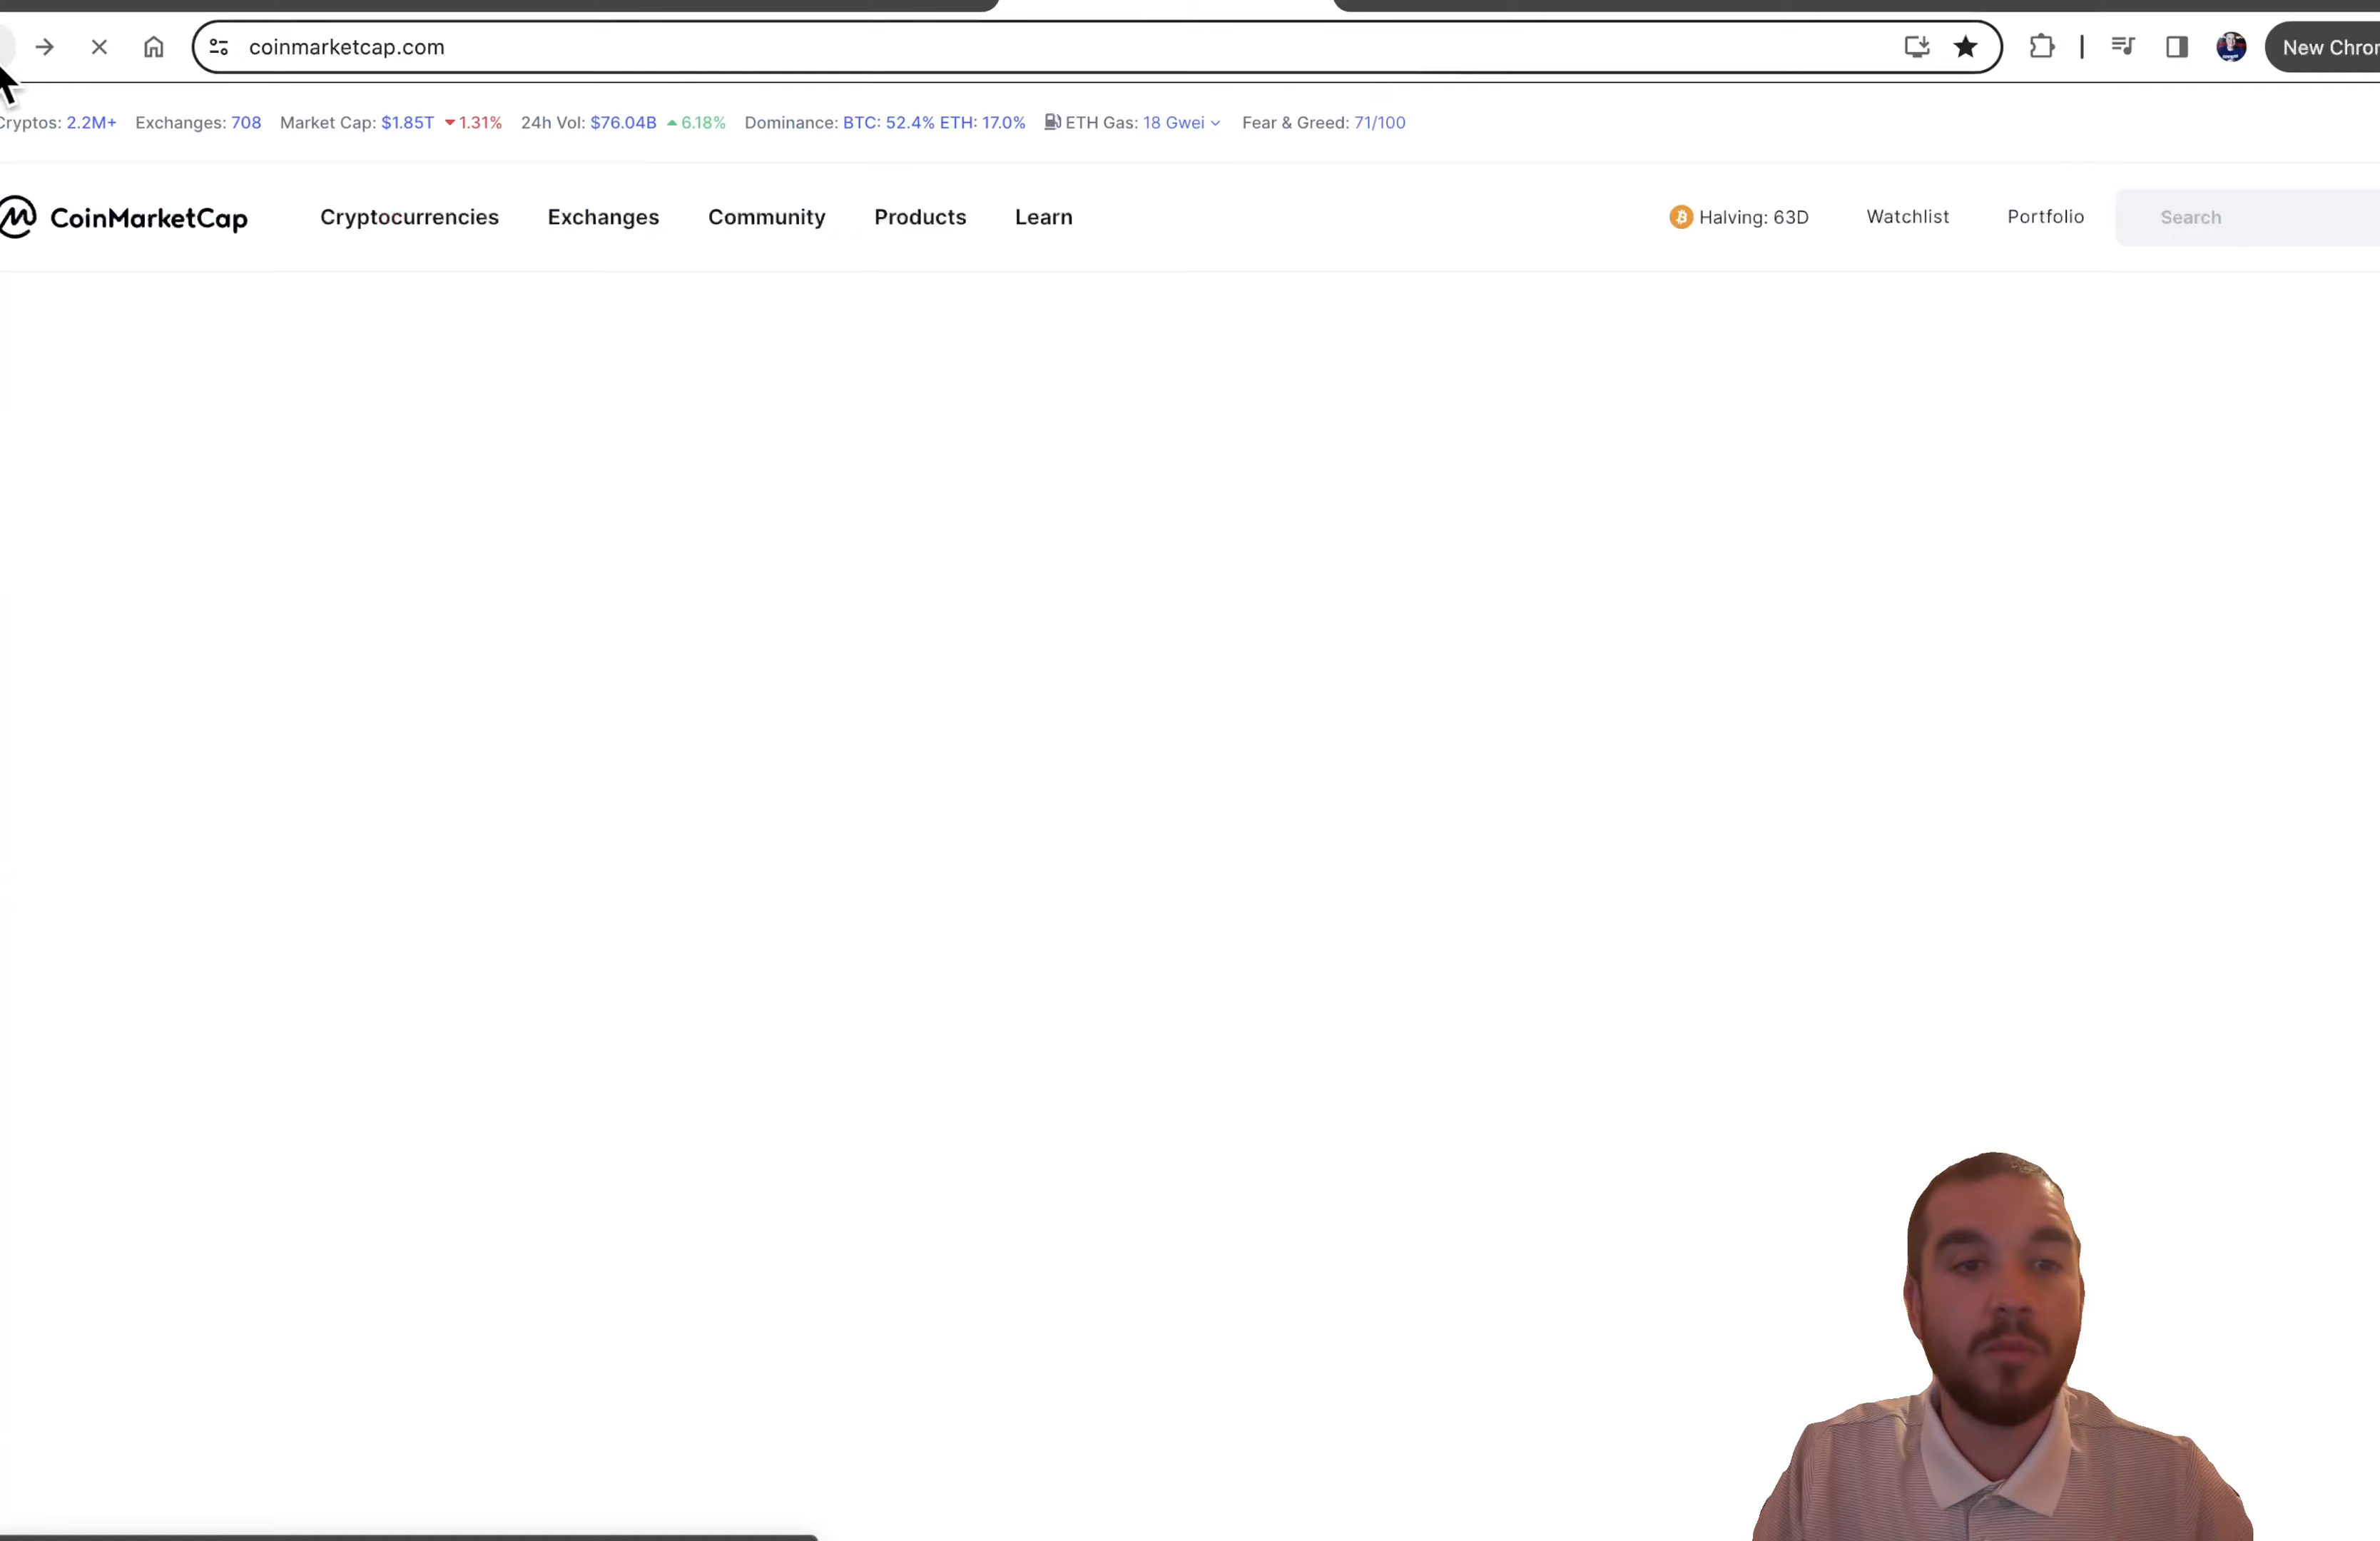 coinmarketcap.com
New Chron
Cryptos: 2.2M+ Exchanges: 708 Market Cap: $1.85T 1.31% 24h Vol: $76.04B 6.18% Dominance: BTC: 52.4% ETH: 17.0% ETH Gas: 18 Gwei Fear & Greed: 71/100
CoinMarketCap Cryptocurrencies Exchanges Community Products Learn Halving: 63D Watchlist Portfolio Search